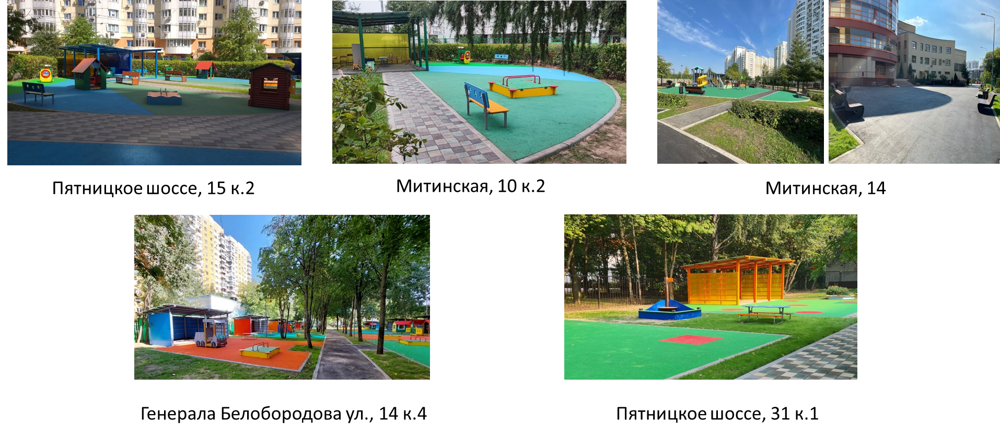 Пятницкое шоссе, 15 к.2
Митинская, 10 к.2
Митинская, 14
Генерала Белобородова ул., 14 к.4
Пятницкое шоссе, 31 к.1